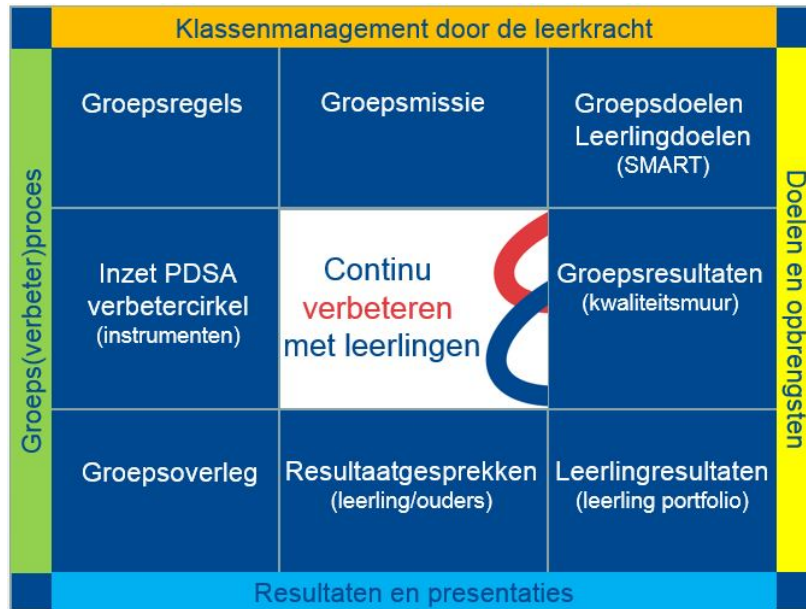 Klassenmanagement door de leerkracht
Groeps(verbeter)proces
Groepsregels
Groepsmissie
Groepsdoelen
Leerlingdoelen
(SMART)
Inzet PDSA
verbetercirkel
(instrumenten)
Continu
verbeteren
met leerlingen
Groepsresultaten
(kwaliteitsmuur)
Groepsoverleg
Resultaatgesprekken
(leerling/ouders)
Leerlingresultaten
(leerling portfolio)
Doelen en opbrengsten
Resultaten en presentaties